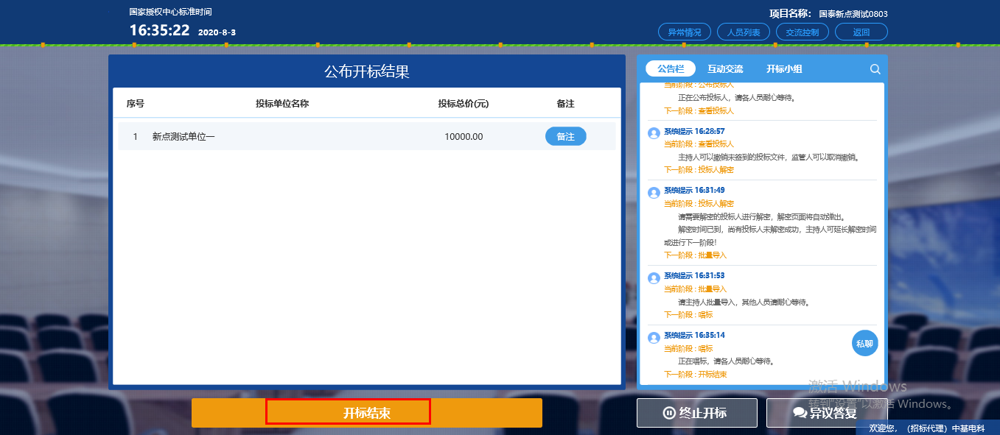 国家授权中心标准时间
16:35:22 2020-8-3
项目名称： 国泰新点测试0803
异常情况 人员列表 交流控制 返回
公布开标结果
序号 投标单位名称 投标总价(元) 备注
1 新点测试单位一 10000.00 备注
公告栏 互动交流 开标小组
当前阶段 : 公布投标人
正在公布投标人，请各人员耐心等待。
下一阶段 : 查看投标人
系统提示 16:28:57
当前阶段 : 查看投标人
主持人可以撤销未签到的投标文件，监管人可以取消撤销。
下一阶段 : 投标人解密
系统提示 16:31:49
当前阶段 : 投标人解密
请需要解密的投标人进行解密，解密页面将自动弹出。
解密时间已到，尚有投标人未解密成功，主持人可延长解密时间
或进行下一阶段！
下一阶段 : 批量导入
系统提示 16:31:53
当前阶段 : 批量导入
请主持人批量导入，其他人员请耐心等待。
下一阶段 : 唱标
系统提示 16:35:14
当前阶段 : 唱标
正在唱标，请各人员耐心等待。
下一阶段 : 开标结束
私聊
开标结束
终止开标 异议答复
激活 Windows
转到"设置"以激活 Windows。
欢迎您，（招标代理）中基电科